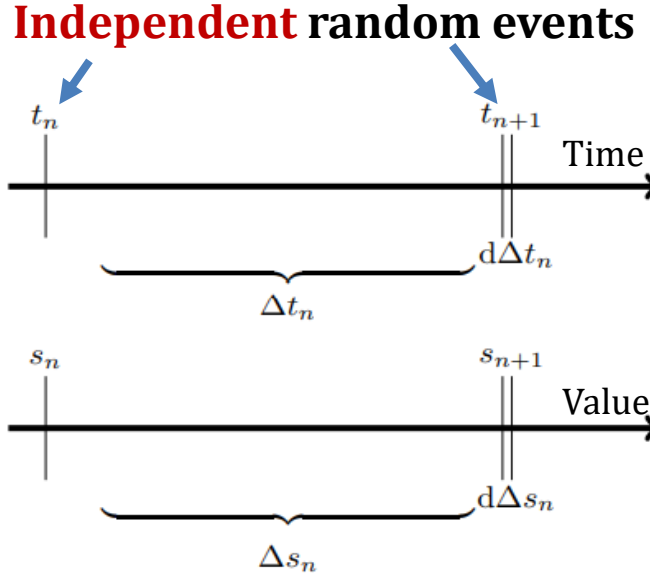 Independent random events
tₙ tₙ₊₁
Time
dΔtₙ
Δtₙ
sₙ sₙ₊₁
Value
dΔsₙ
Δsₙ